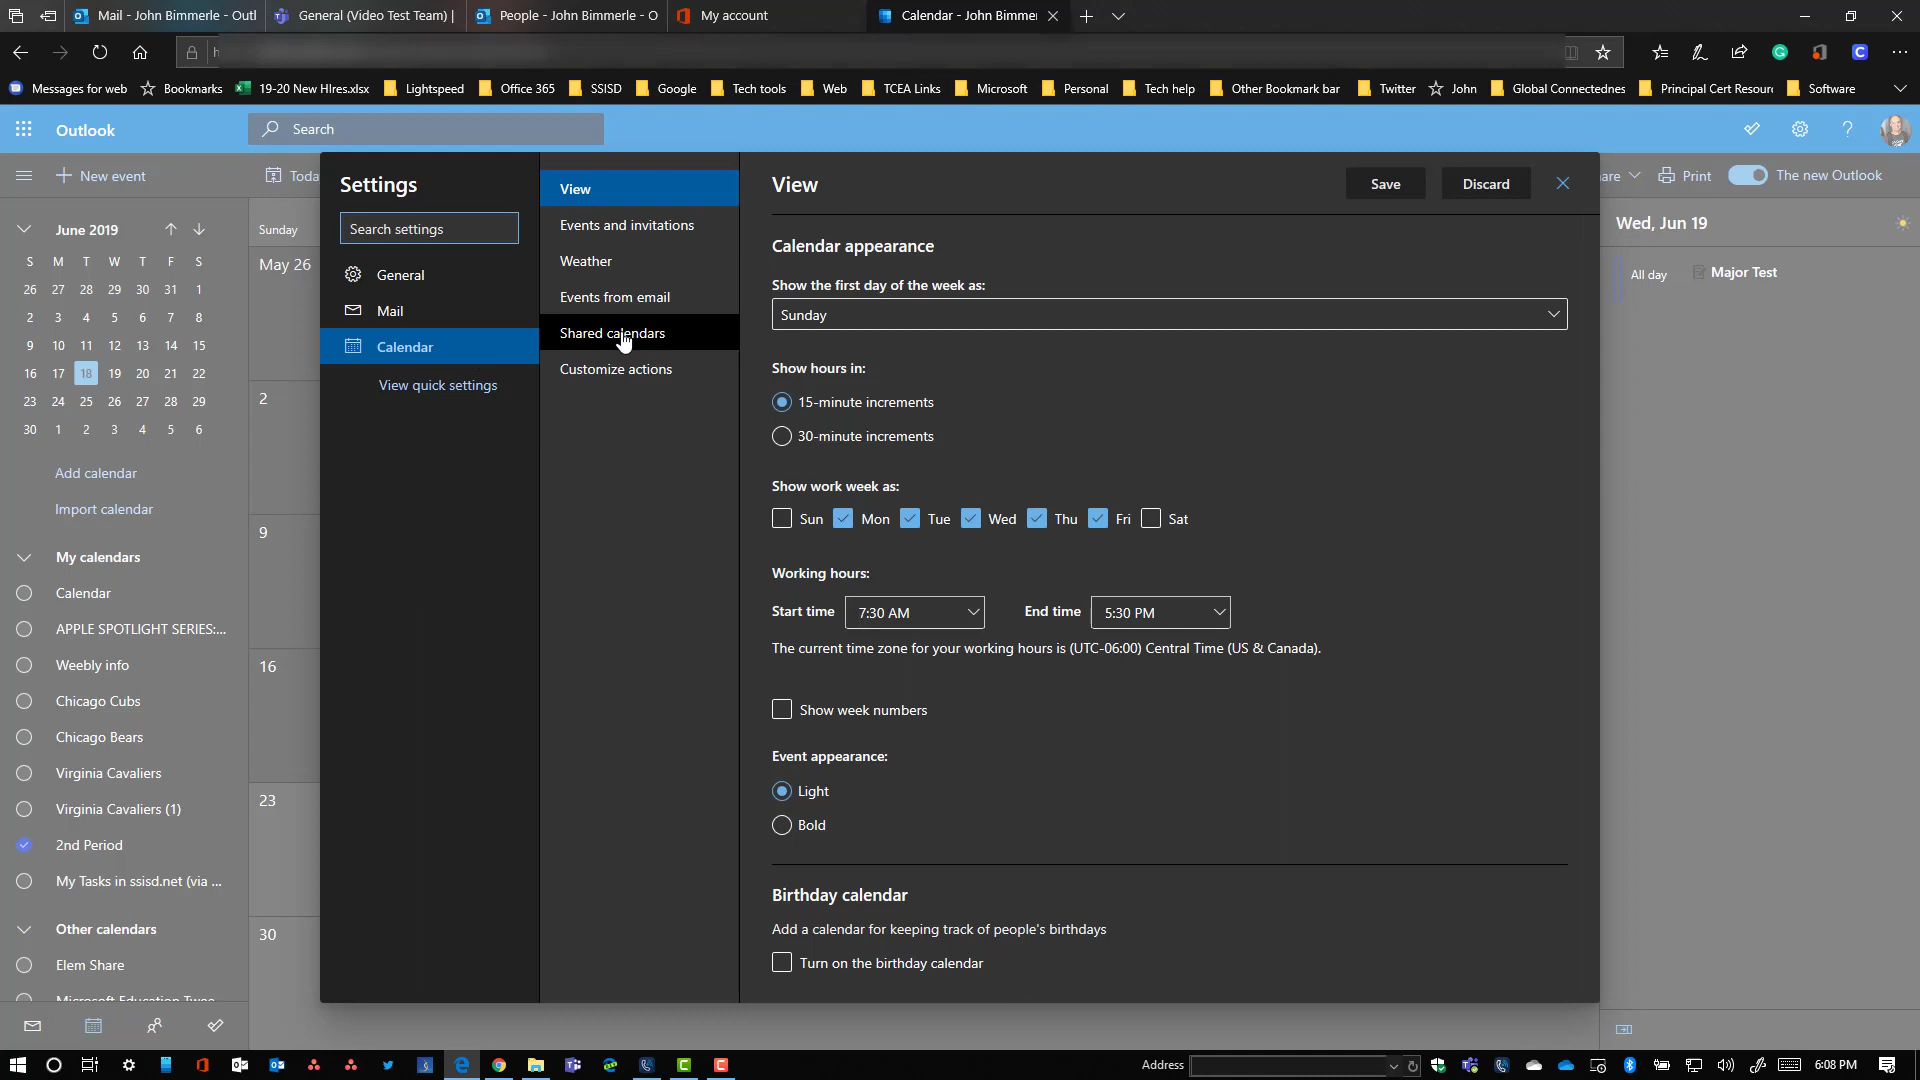 Mail - John Bimmerle - Outl
General (Video Test Team) |
People - John Bimmerle - O
My account
Calendar - John Bimmer
Messages for web
Bookmarks
19-20 New HIres.xlsx
Lightspeed
Office 365
SSISD
Google
Tech tools
Web
TCEA Links
Microsoft
Personal
Tech help
Other Bookmark bar
Twitter
John
Global Connectednes
Principal Cert Resourc
Software
Outlook
Search
New event
Toda
are
Print
The new Outlook
June 2019
S M T W T F S
26 27 28 29 30 31 1
2 3 4 5 6 7 8
9 10 11 12 13 14 15
16 17 18 19 20 21 22
23 24 25 26 27 28 29
30 1 2 3 4 5 6
Add calendar
Import calendar
My calendars
Calendar
APPLE SPOTLIGHT SERIES:...
Weebly info
Chicago Cubs
Chicago Bears
Virginia Cavaliers
Virginia Cavaliers (1)
2nd Period
My Tasks in ssisd.net (via ...
Other calendars
Elem Share
Microsoft Education Twee
Sunday
May 26
2
9
16
23
30
Settings
Search settings
General
Mail
Calendar
View quick settings
View
Events and invitations
Weather
Events from email
Shared calendars
Customize actions
View
Save
Discard
Calendar appearance
Show the first day of the week as:
Sunday
Show hours in:
15-minute increments
30-minute increments
Show work week as:
Sun Mon Tue Wed Thu Fri Sat
Working hours:
Start time 7:30 AM End time 5:30 PM
The current time zone for your working hours is (UTC-06:00) Central Time (US & Canada).
Show week numbers
Event appearance:
Light
Bold
Birthday calendar
Add a calendar for keeping track of people's birthdays
Turn on the birthday calendar
Wed, Jun 19
All day
Major Test
Address
6:08 PM